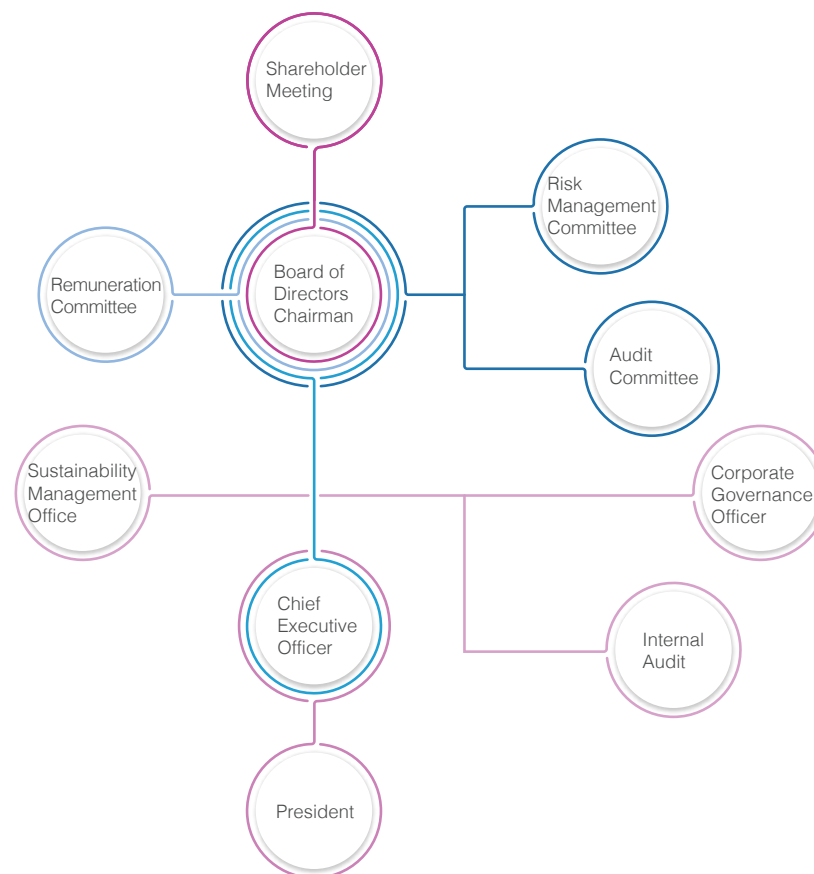 Shareholder
Meeting
Risk
Management
Committee
Remuneration
Committee
Board of
Directors
Chairman
Audit
Committee
Sustainability
Management
Office
Corporate
Governance
Officer
Chief
Executive
Officer
Internal
Audit
President